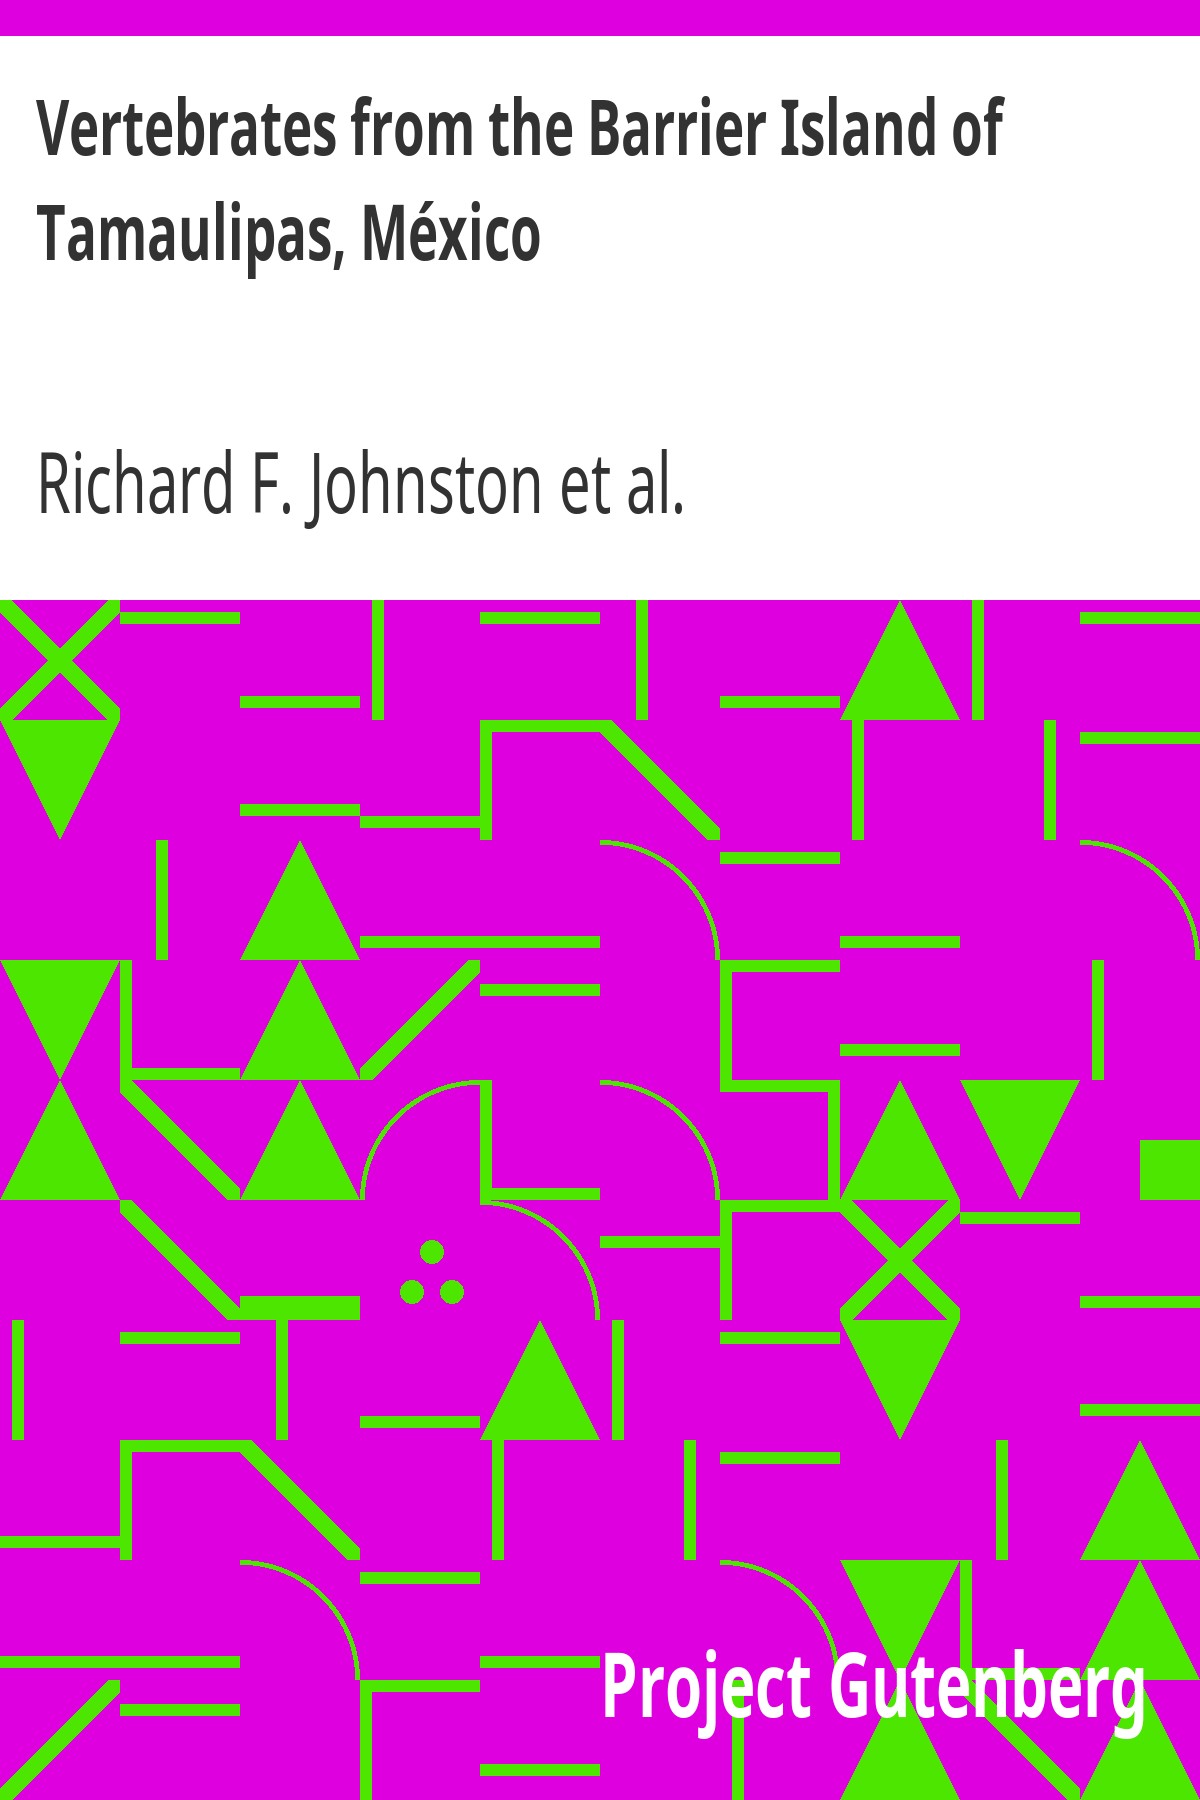 Vertebrates from the Barrier Island of
Tamaulipas, México
Richard F. Johnston et al.
Project Gutenberg